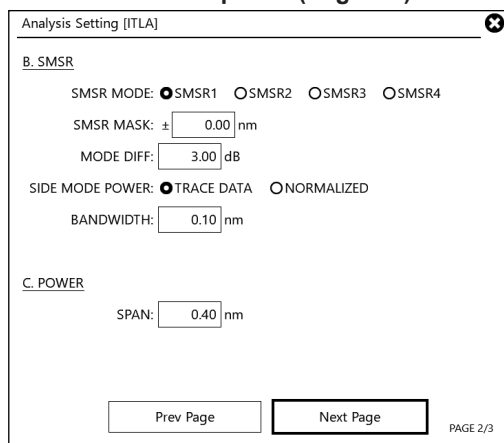 Analysis Setting [ITLA]
B. SMSR
SMSR MODE: SMSR1 SMSR2 SMSR3 SMSR4
SMSR MASK: ± 0.00 nm
MODE DIFF: 3.00 dB
SIDE MODE POWER: TRACE DATA NORMALIZED
BANDWIDTH: 0.10 nm
C. POWER
SPAN: 0.40 nm
Prev Page Next Page
PAGE 2/3